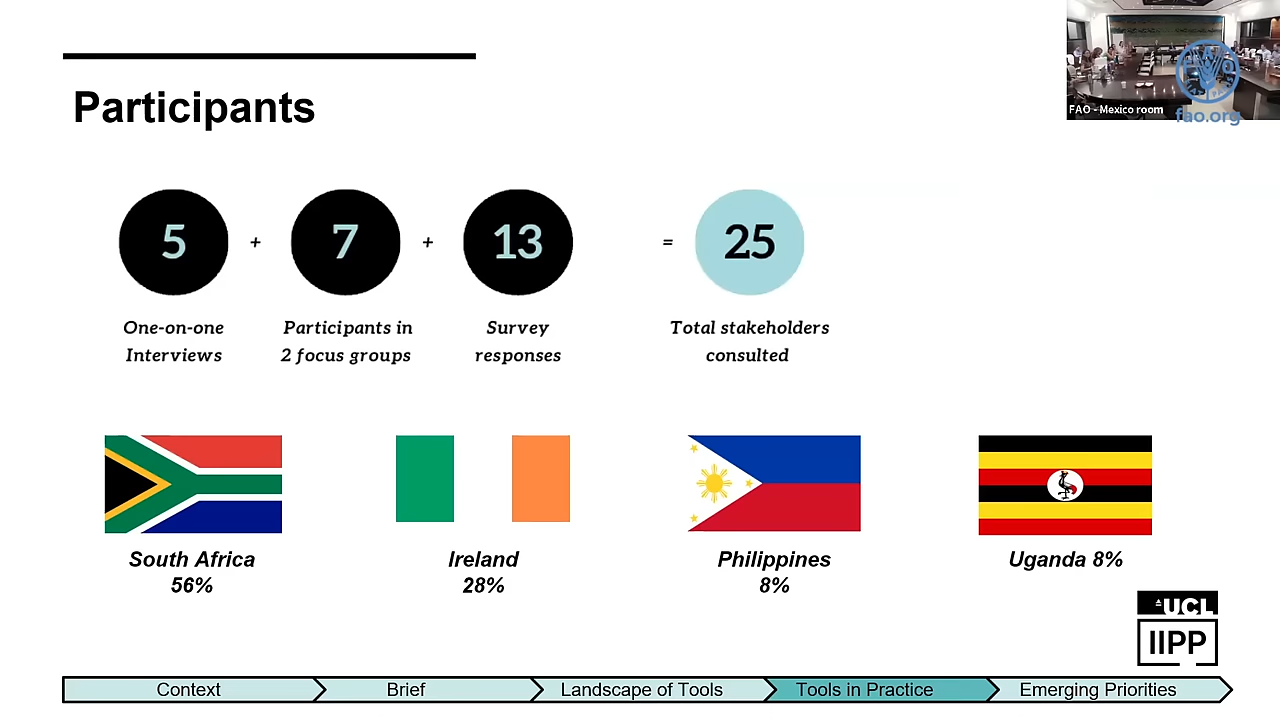 FAO - Mexico room
FAO
fao.org
Participants
5 + 7 + 13 = 25
One-on-one
Interviews
Participants in
2 focus groups
Survey
responses
Total stakeholders
consulted
South Africa
56%
Ireland
28%
Philippines
8%
Uganda 8%
UCL
IIPP
Context
Brief
Landscape of Tools
Tools in Practice
Emerging Priorities